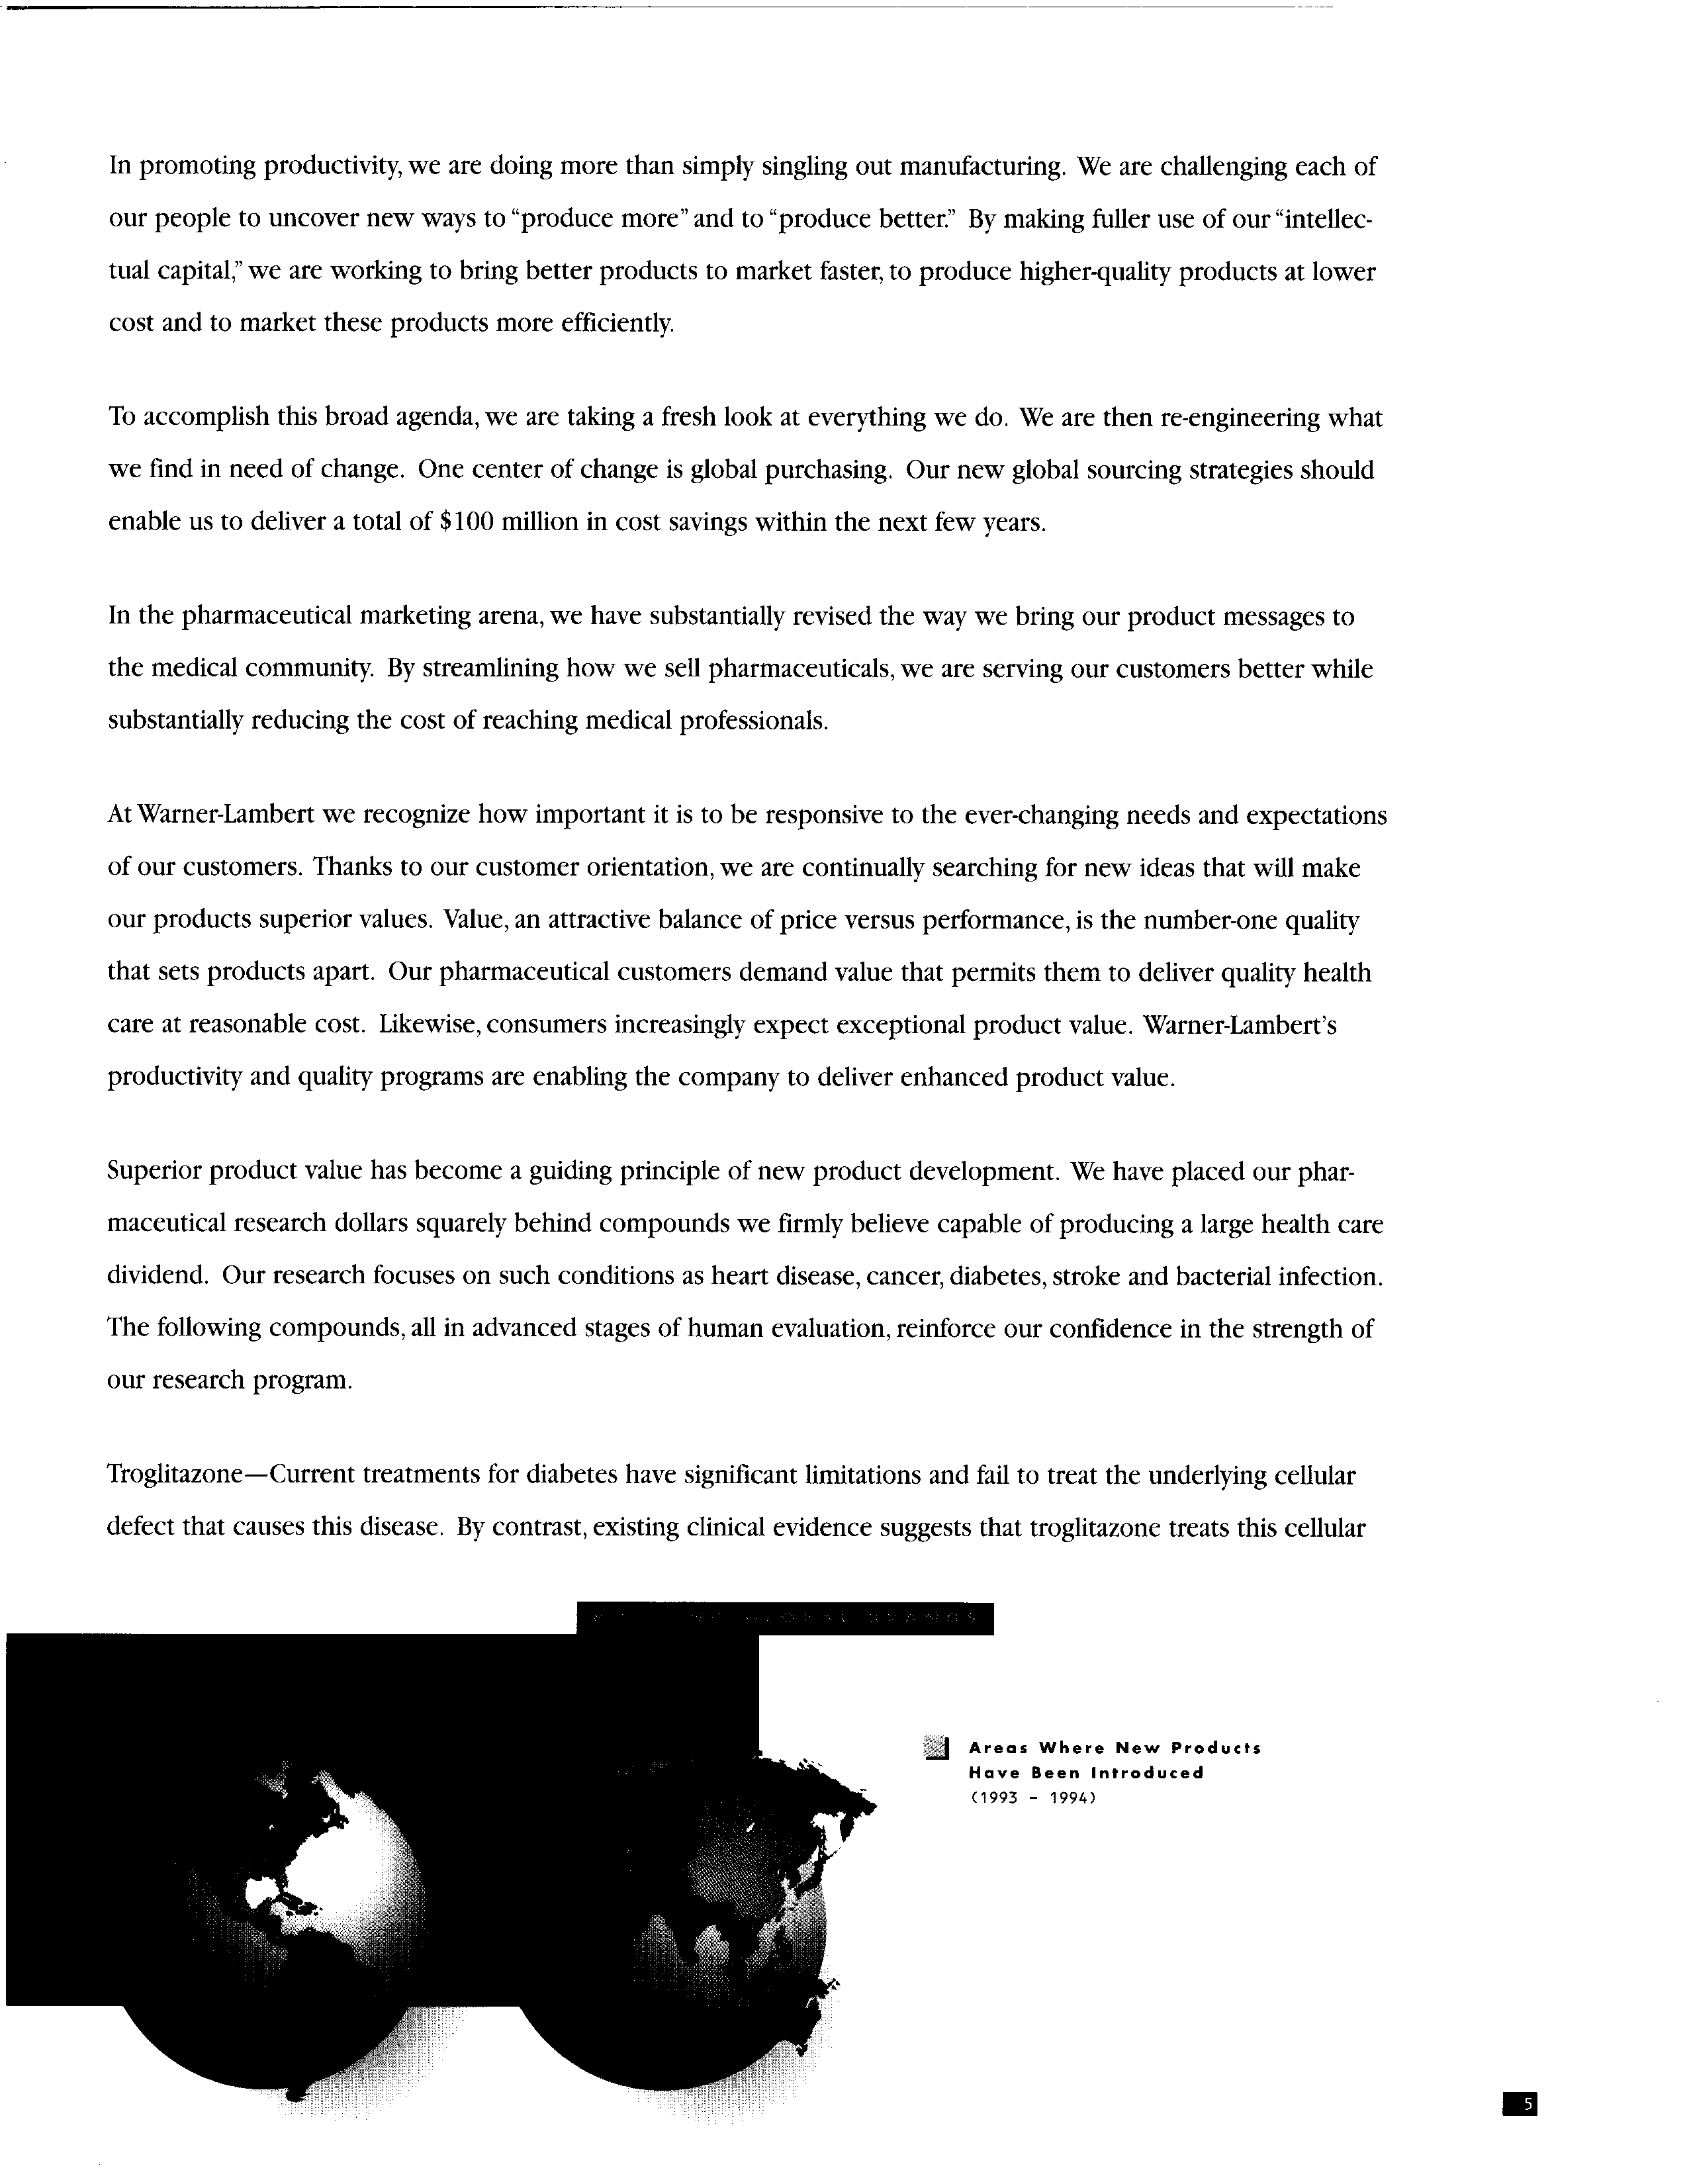 In promoting productivity, we are doing more than simply singling out manufacturing. We are challenging each of
our people to uncover new ways to “produce more” and to “produce better.” By making fuller use of our “intellec-
tual capital,” we are working to bring better products to market faster, to produce higher-quality products at lower
cost and to market these products more efficiently.
To accomplish this broad agenda, we are taking a fresh look at everything we do. We are then re-engineering what
we find in need of change. One center of change is global purchasing. Our new global sourcing strategies should
enable us to deliver a total of $100 million in cost savings within the next few years.
In the pharmaceutical marketing arena, we have substantially revised the way we bring our product messages to
the medical community. By streamlining how we sell pharmaceuticals, we are serving our customers better while
substantially reducing the cost of reaching medical professionals.
At Warner-Lambert we recognize how important it is to be responsive to the ever-changing needs and expectations
of our customers. Thanks to our customer orientation, we are continually searching for new ideas that will make
our products superior values. Value, an attractive balance of price versus performance, is the number-one quality
that sets products apart. Our pharmaceutical customers demand value that permits them to deliver quality health
care at reasonable cost. Likewise, consumers increasingly expect exceptional product value. Warner-Lambert’s
productivity and quality programs are enabling the company to deliver enhanced product value.
Superior product value has become a guiding principle of new product development. We have placed our phar-
maceutical research dollars squarely behind compounds we firmly believe capable of producing a large health care
dividend. Our research focuses on such conditions as heart disease, cancer, diabetes, stroke and bacterial infection.
The following compounds, all in advanced stages of human evaluation, reinforce our confidence in the strength of
our research program.
Troglitazone—Current treatments for diabetes have significant limitations and fail to treat the underlying cellular
defect that causes this disease. By contrast, existing clinical evidence suggests that troglitazone treats this cellular
GLOBAL BRANDS
Areas Where New Products
Have Been Introduced
(1993 – 1994)
5